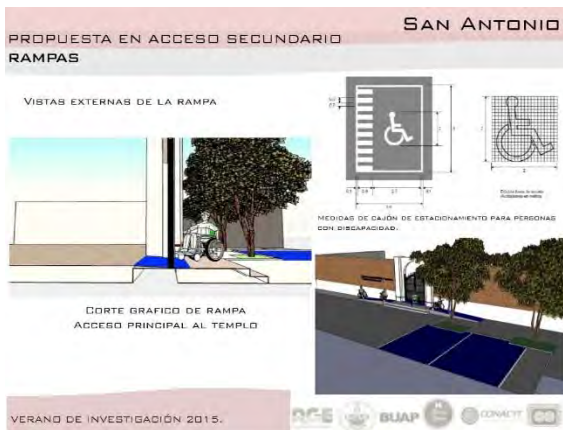 SAN ANTONIO
PROPUESTA EN ACCESO SECUNDARIO
RAMPAS
VISTAS EXTERNAS DE LA RAMPA
MEDIDAS DE CAJÓN DE ESTACIONAMIENTO PARA PERSONAS
CON DISCAPACIDAD.
CORTE GRAFICO DE RAMPA
ACCESO PRINCIPAL AL TEMPLO
VERANO DE INVESTIGACIÓN 2015.
BUAP
CONACYT